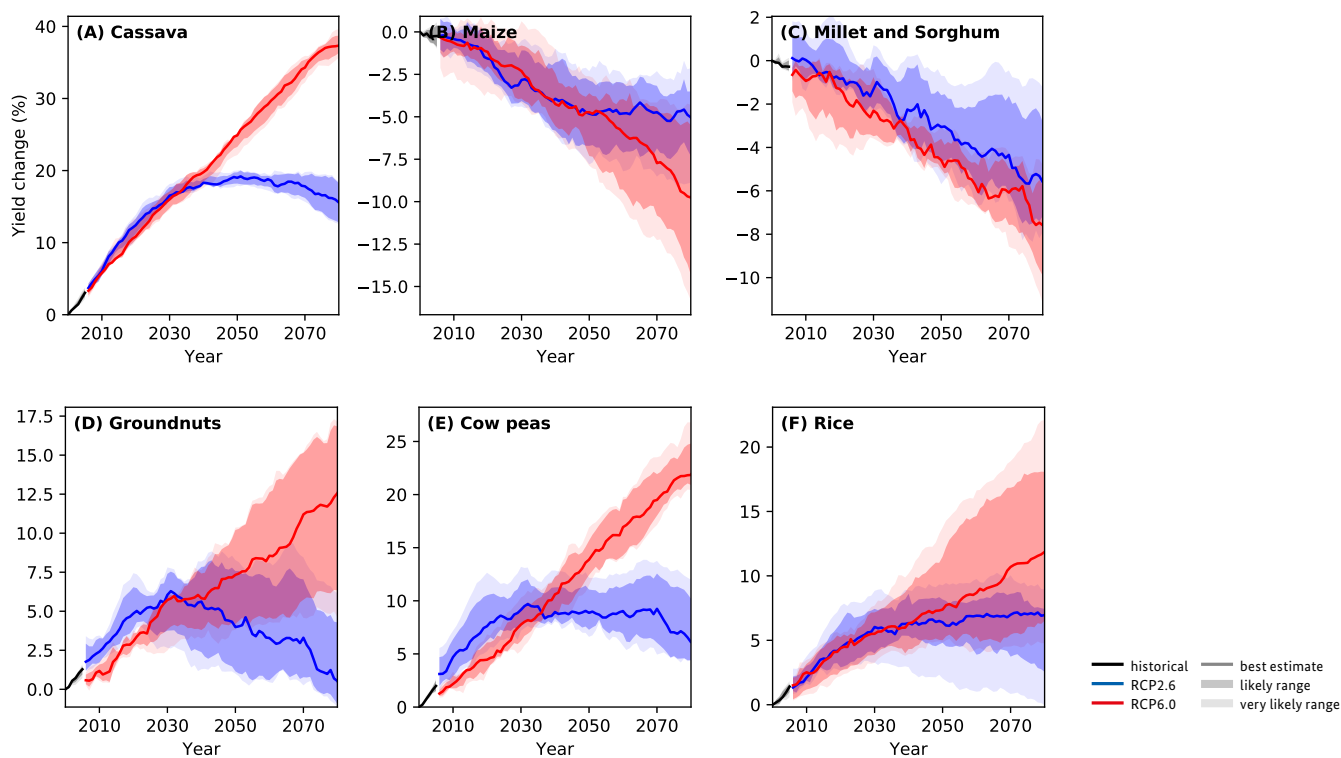 (A) Cassava
Yield change (%)
40
30
20
10
0
2010 2030 2050 2070
Year
(B) Maize
0.0
−2.5
−5.0
−7.5
−10.0
−12.5
−15.0
2010 2030 2050 2070
Year
(C) Millet and Sorghum
2
0
−2
−4
−6
−8
−10
2010 2030 2050 2070
Year
(D) Groundnuts
17.5
15.0
12.5
10.0
7.5
5.0
2.5
0.0
2010 2030 2050 2070
Year
(E) Cow peas
25
20
15
10
5
0
2010 2030 2050 2070
Year
(F) Rice
20
15
10
5
0
2010 2030 2050 2070
Year
historical best estimate
RCP2.6 likely range
RCP6.0 very likely range